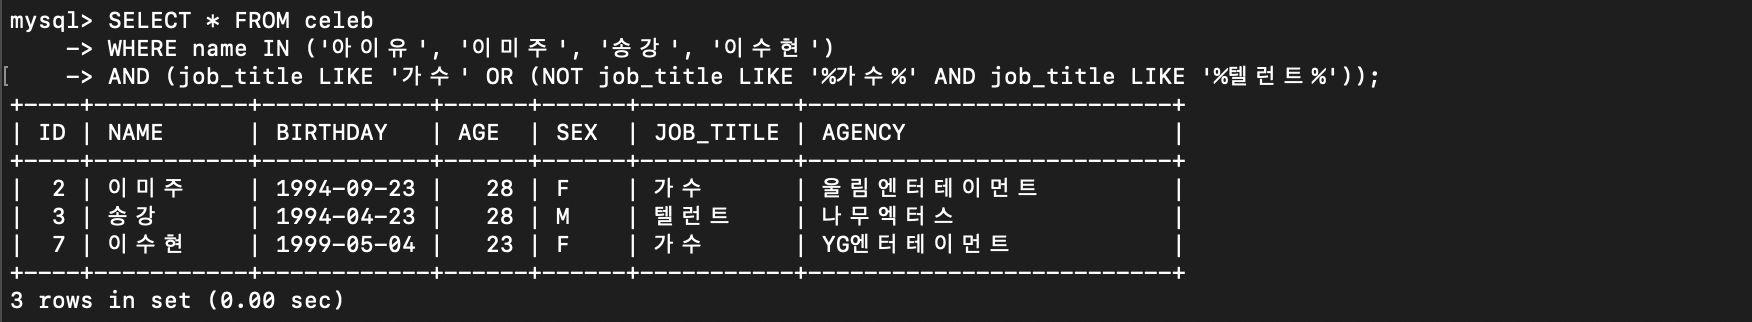 mysql> SELECT * FROM celeb
    -> WHERE name IN ('아이유', '이미주', '송강', '이수현')
[    -> AND (job_title LIKE '가수' OR (NOT job_title LIKE '%가수%' AND job_title LIKE '%텔런트%'));
+----+-----------+------------+------+------+-----------+--------------------------+
| ID | NAME      | BIRTHDAY   | AGE  | SEX  | JOB_TITLE | AGENCY                   |
+----+-----------+------------+------+------+-----------+--------------------------+
|  2 | 이미주    | 1994-09-23 |   28 | F    | 가수      | 울림엔터테이먼트         |
|  3 | 송강      | 1994-04-23 |   28 | M    | 텔런트    | 나무엑터스               |
|  7 | 이수현    | 1999-05-04 |   23 | F    | 가수      | YG엔터테이먼트           |
+----+-----------+------------+------+------+-----------+--------------------------+
3 rows in set (0.00 sec)